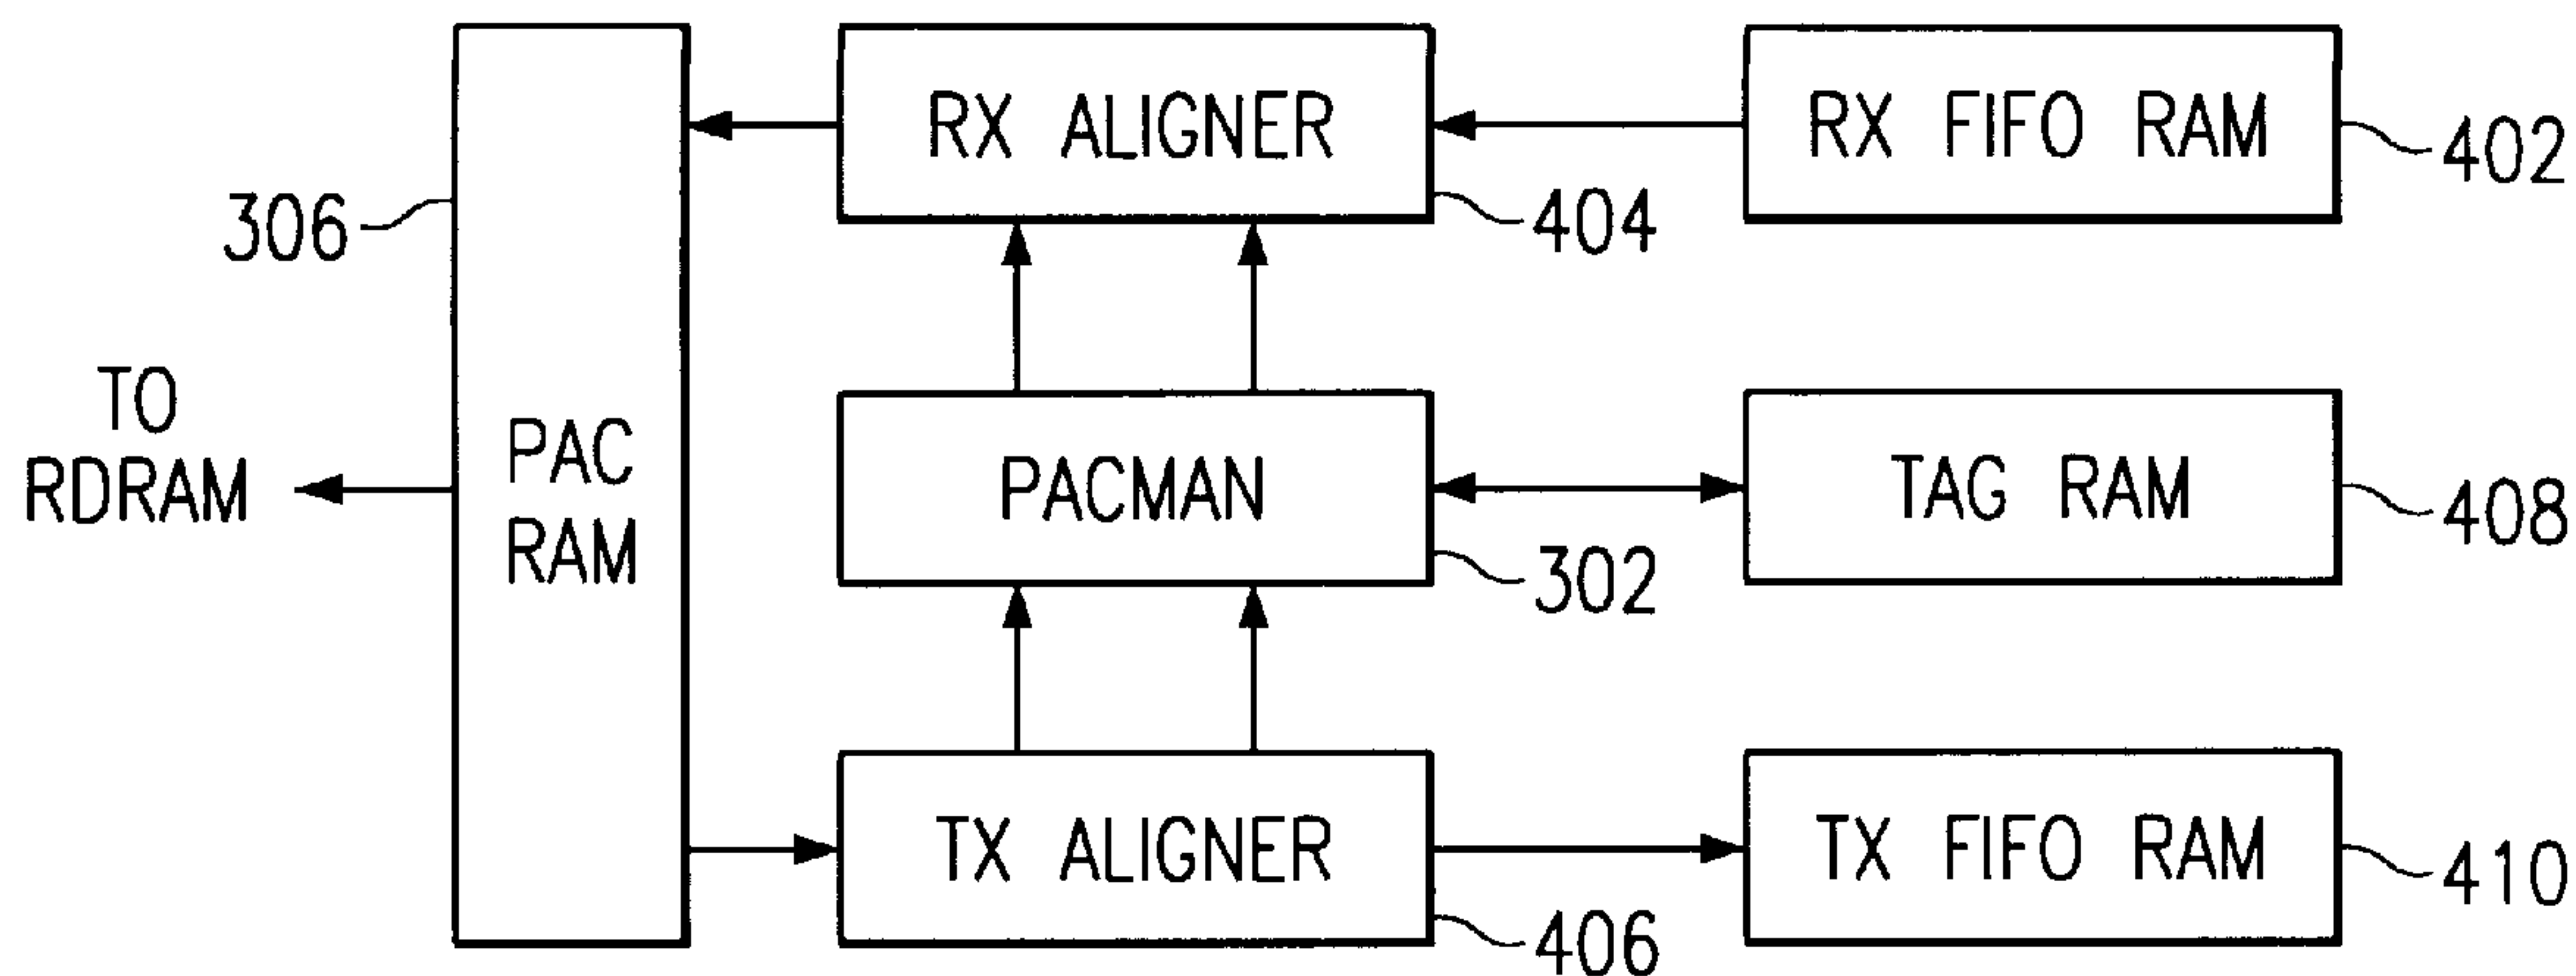 RX ALIGNER
RX FIFO RAM
402
306
404
TO
RDRAM
PAC
RAM
PACMAN
TAG RAM
408
302
TX ALIGNER
TX FIFO RAM
410
406